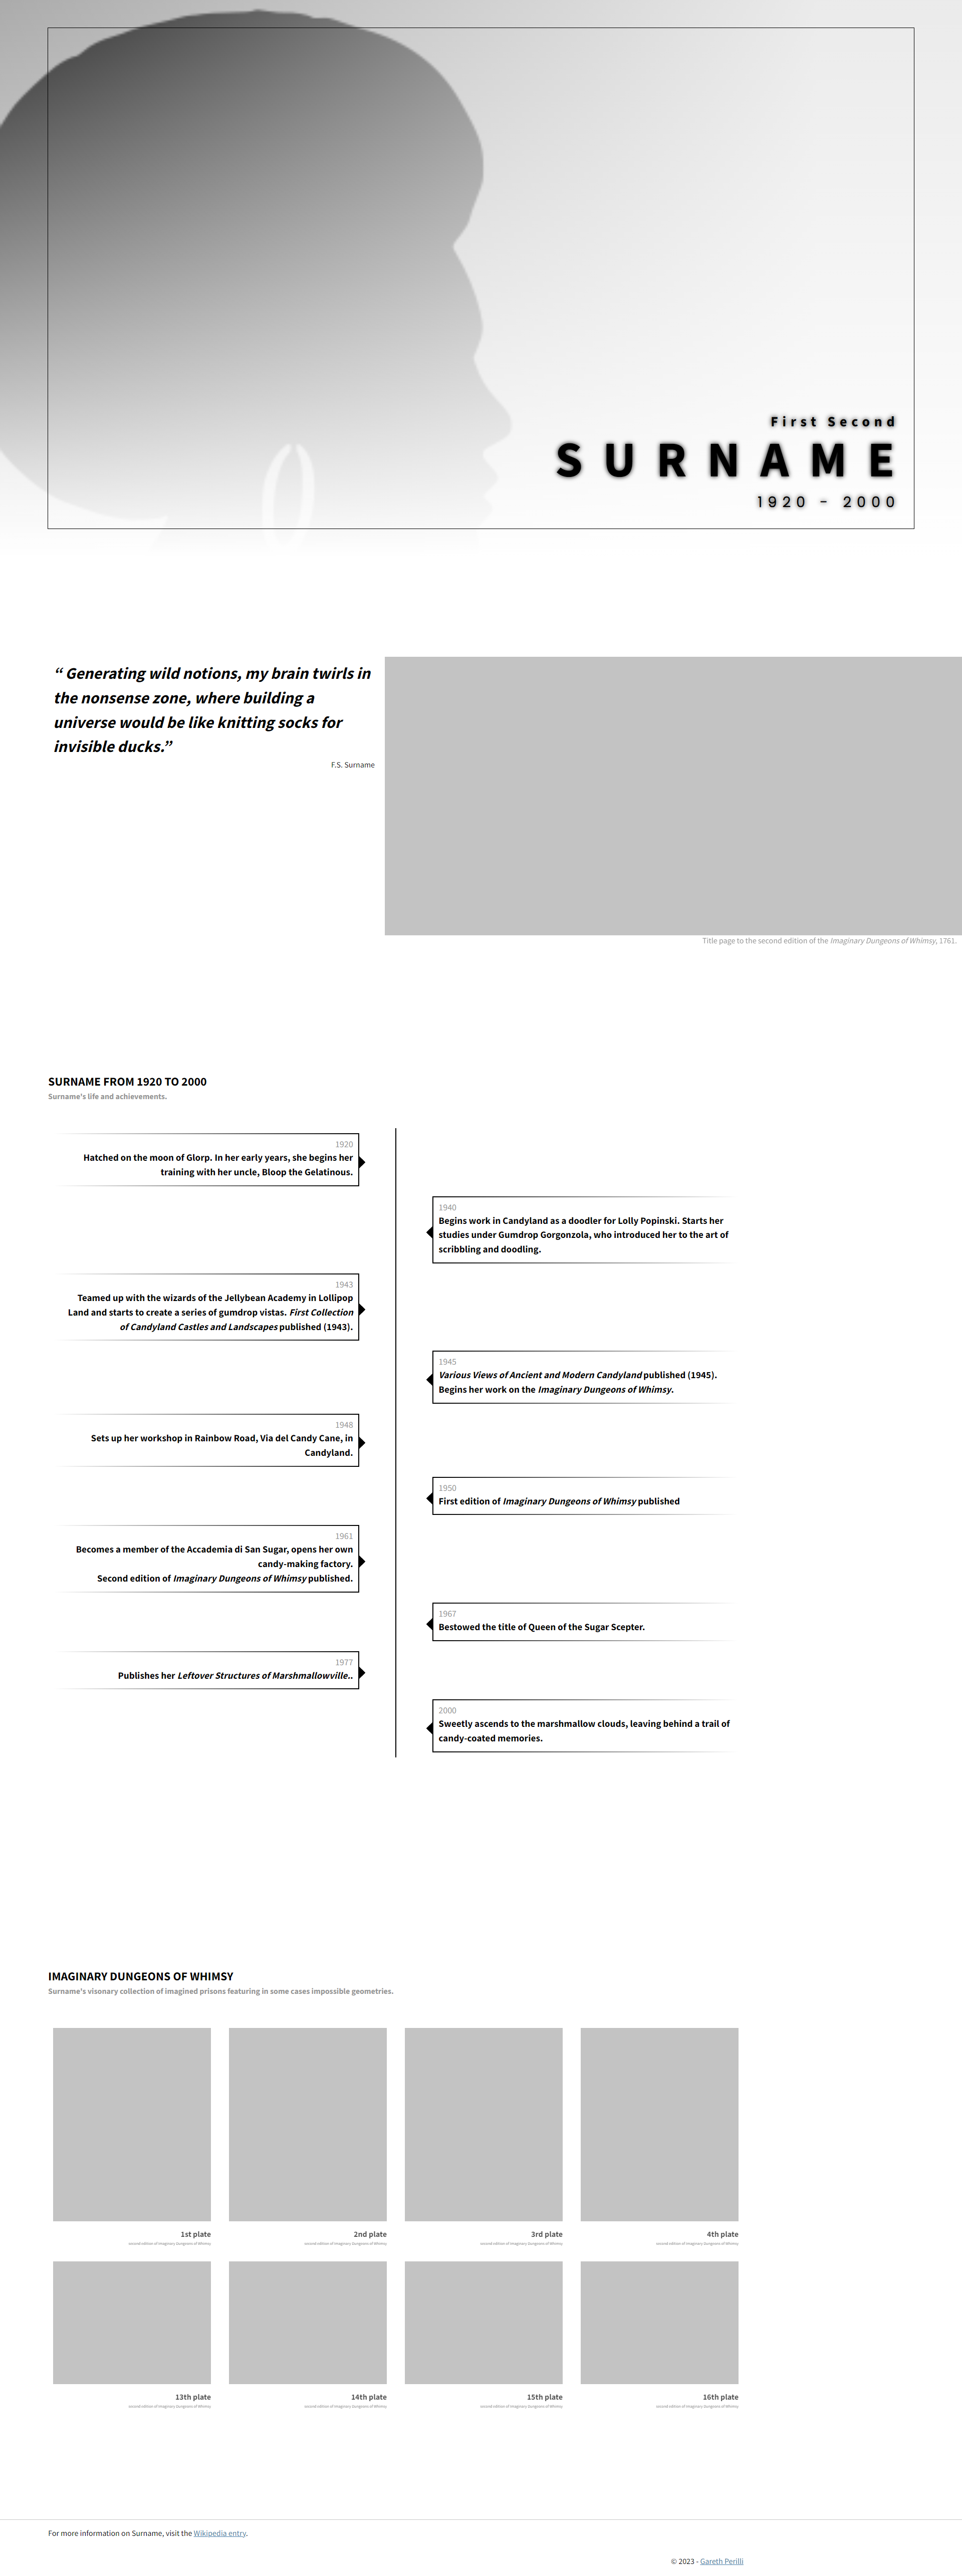 First Second
SURNAME
1920 – 2000
“ Generating wild notions, my brain twirls in
the nonsense zone, where building a
universe would be like knitting socks for
invisible ducks.”
F.S. Surname
Title page to the second edition of the Imaginary Dungeons of Whimsy, 1761.
SURNAME FROM 1920 TO 2000
Surname's life and achievements.
1920
Hatched on the moon of Glorp. In her early years, she begins her
training with her uncle, Bloop the Gelatinous.
1940
Begins work in Candyland as a doodler for Lolly Popinski. Starts her
studies under Gumdrop Gorgonzola, who introduced her to the art of
scribbling and doodling.
1943
Teamed up with the wizards of the Jellybean Academy in Lollipop
Land and starts to create a series of gumdrop vistas. First Collection
of Candyland Castles and Landscapes published (1943).
1945
Various Views of Ancient and Modern Candyland published (1945).
Begins her work on the Imaginary Dungeons of Whimsy.
1948
Sets up her workshop in Rainbow Road, Via del Candy Cane, in
Candyland.
1950
First edition of Imaginary Dungeons of Whimsy published
1961
Becomes a member of the Accademia di San Sugar, opens her own
candy-making factory.
Second edition of Imaginary Dungeons of Whimsy published.
1967
Bestowed the title of Queen of the Sugar Scepter.
1977
Publishes her Leftover Structures of Marshmallowville..
2000
Sweetly ascends to the marshmallow clouds, leaving behind a trail of
candy-coated memories.
IMAGINARY DUNGEONS OF WHIMSY
Surname's visonary collection of imagined prisons featuring in some cases impossible geometries.
1st plate
second edition of Imaginary Dungeons of Whimsy
2nd plate
second edition of Imaginary Dungeons of Whimsy
3rd plate
second edition of Imaginary Dungeons of Whimsy
4th plate
second edition of Imaginary Dungeons of Whimsy
13th plate
second edition of Imaginary Dungeons of Whimsy
14th plate
second edition of Imaginary Dungeons of Whimsy
15th plate
second edition of Imaginary Dungeons of Whimsy
16th plate
second edition of Imaginary Dungeons of Whimsy
For more information on Surname, visit the Wikipedia entry.
© 2023 - Gareth Perilli